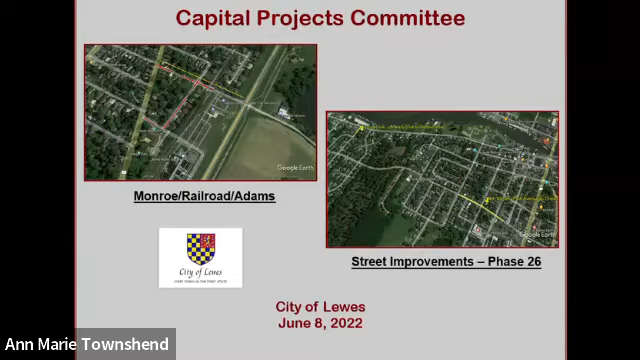 Capital Projects Committee
Google Earth
Monroe/Railroad/Adams
Google Earth
Street Improvements – Phase 26
City of Lewes
City of Lewes
June 8, 2022
Ann Marie Townshend